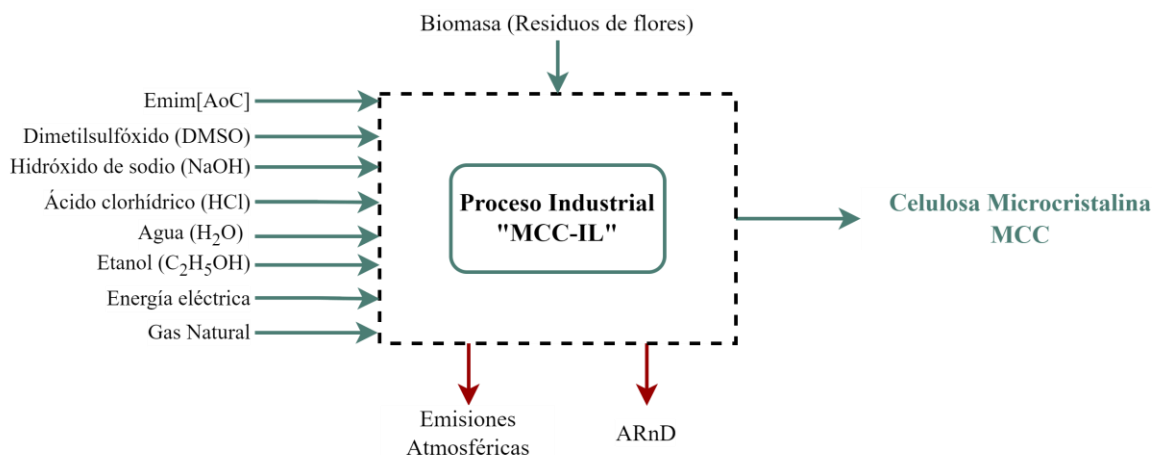 Biomasa (Residuos de flores)
Emim[AoC]
Dimetilsulfóxido (DMSO)
Hidróxido de sodio (NaOH)
Ácido clorhídrico (HCl)
Agua (H₂O)
Etanol (C₂H₅OH)
Energía eléctrica
Gas Natural
Proceso Industrial
"MCC-IL"
Celulosa Microcristalina
MCC
Emisiones
Atmosféricas
ARnD